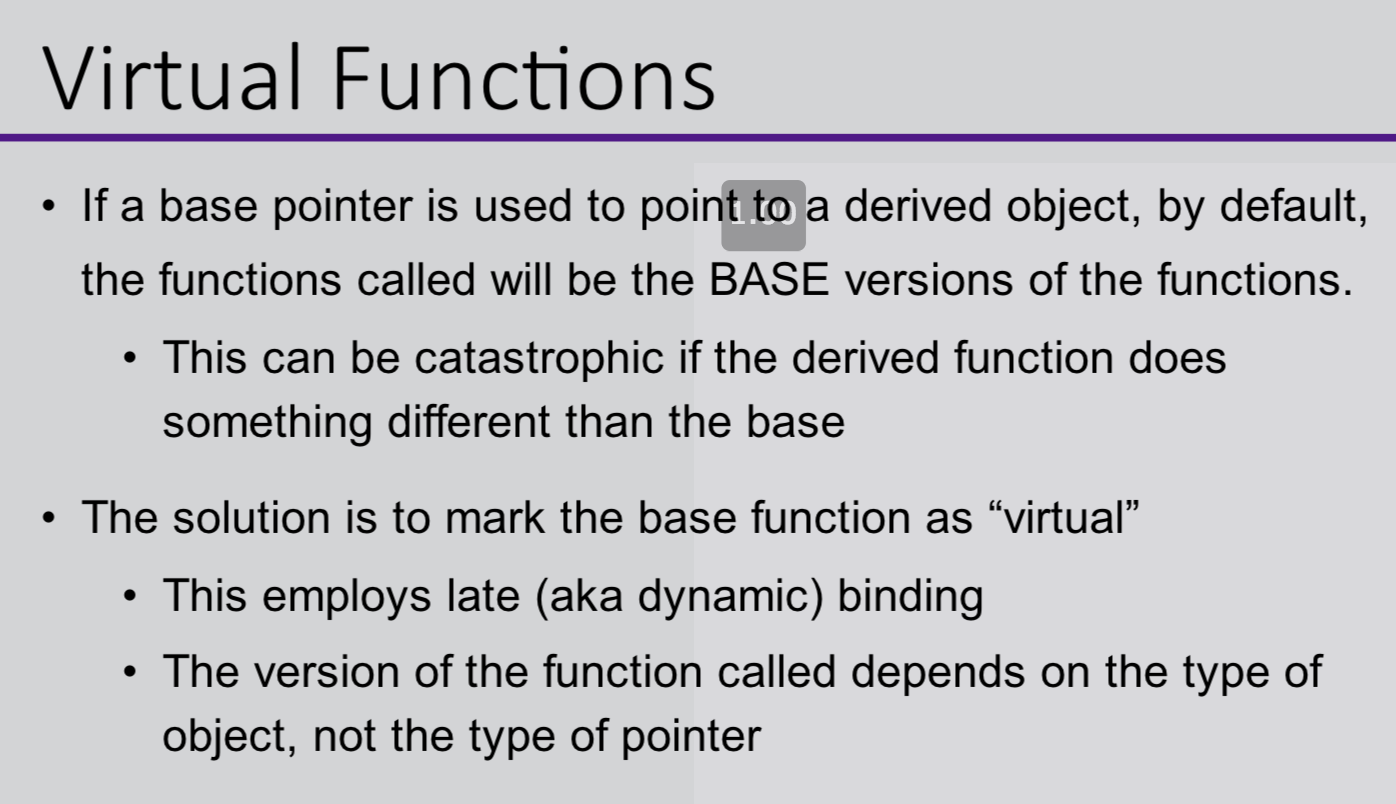 Virtual Functions
• If a base pointer is used to point to a derived object, by default,
the functions called will be the BASE versions of the functions.
• This can be catastrophic if the derived function does
something different than the base
• The solution is to mark the base function as “virtual”
• This employs late (aka dynamic) binding
• The version of the function called depends on the type of
object, not the type of pointer
1.00